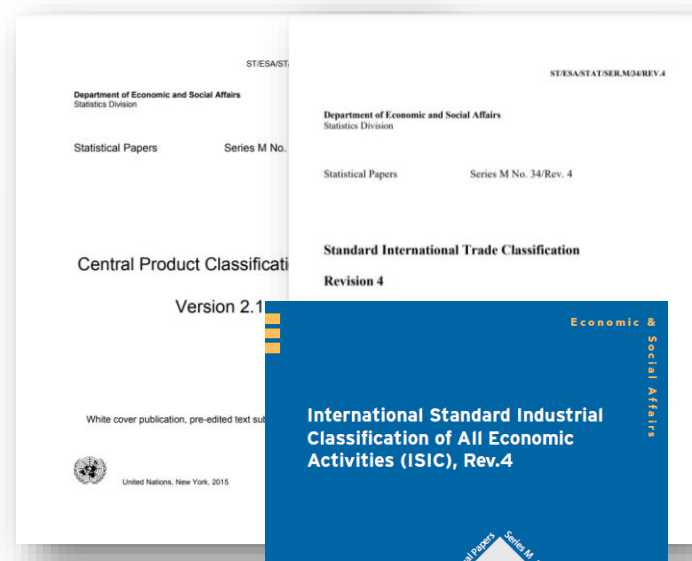 ST/ESA/ST
Department of Economic and Social Affairs
Statistics Division
Statistical Papers Series M No.
Central Product Classificati
Version 2.1
White cover publication, pre-edited text sub
United Nations, New York, 2015
ST/ESA/STAT/SER.M/34/REV.4
Department of Economic and Social Affairs
Statistics Division
Statistical Papers Series M No. 34/Rev. 4
Standard International Trade Classification
Revision 4
Economic &
Social Affairs
International Standard Industrial
Classification of All Economic
Activities (ISIC), Rev.4
Papers
Series M